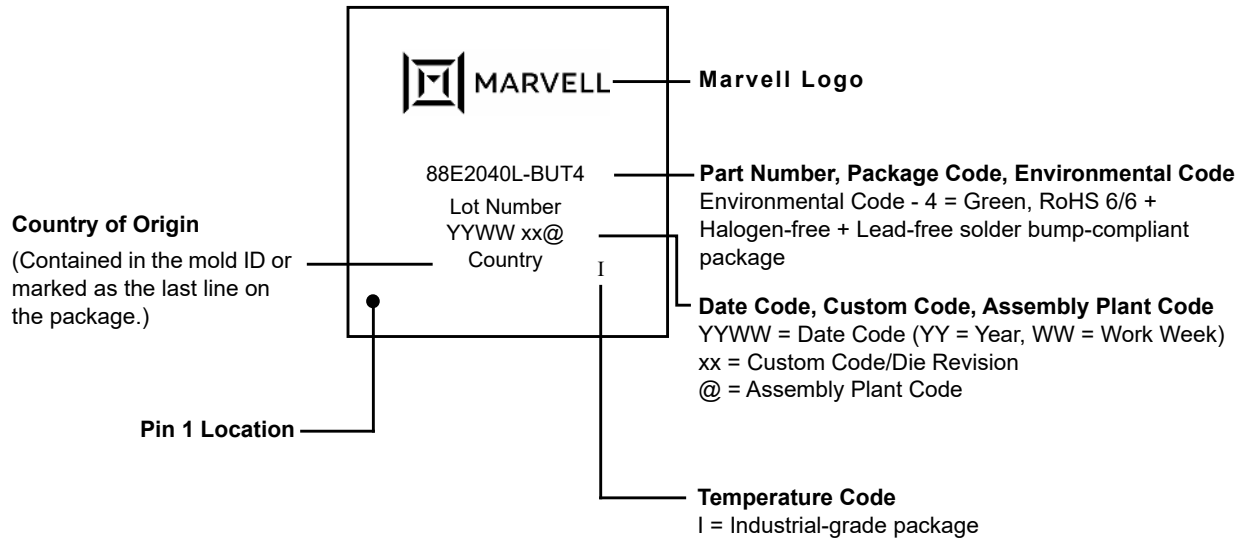 MARVELL
Marvell Logo
88E2040L-BUT4
Part Number, Package Code, Environmental Code
Environmental Code - 4 = Green, RoHS 6/6 +
Halogen-free + Lead-free solder bump-compliant
package
Lot Number
YYWW xx@
Country
I
Country of Origin
(Contained in the mold ID or
marked as the last line on
the package.)
Date Code, Custom Code, Assembly Plant Code
YYWW = Date Code (YY = Year, WW = Work Week)
xx = Custom Code/Die Revision
@ = Assembly Plant Code
Pin 1 Location
Temperature Code
I = Industrial-grade package